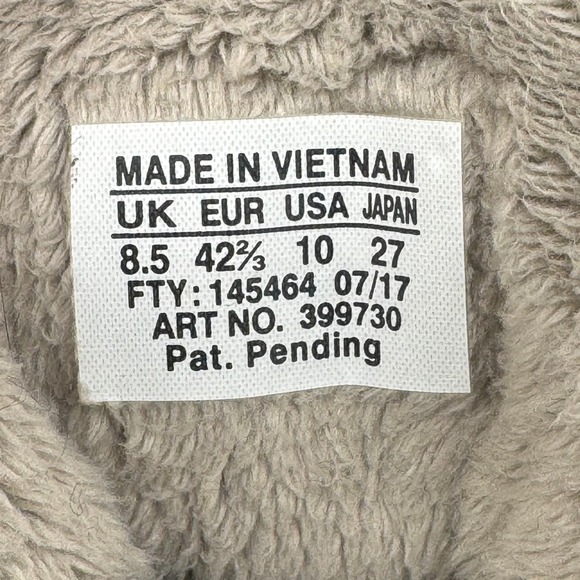 MADE IN VIETNAM
UK EUR USA JAPAN
8.5 42⅔ 10 27
FTY: 145464 07/17
ART NO. 399730
Pat. Pending